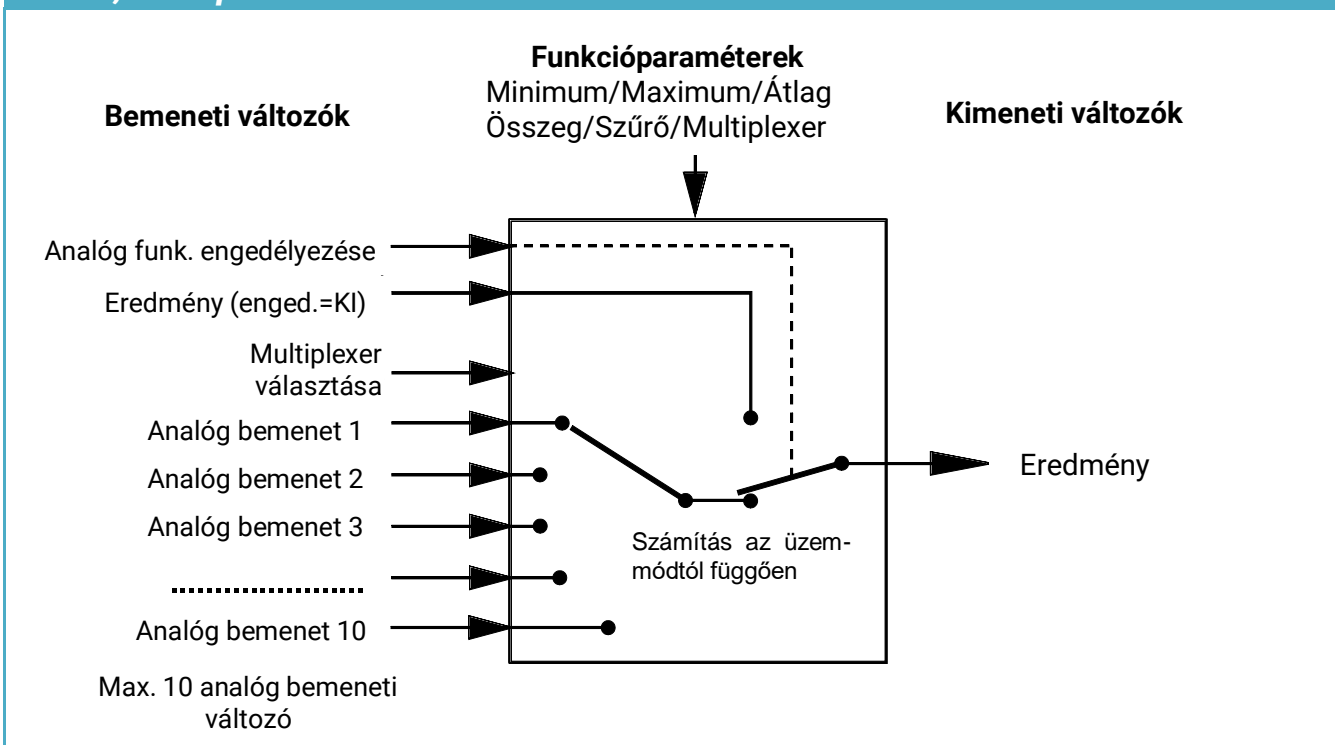 Funkcióparaméterek
Minimum/Maximum/Átlag
Összeg/Szűrő/Multiplexer
Bemeneti változók
Kimeneti változók
Analóg funk. engedélyezése
Eredmény (enged.=KI)
Multiplexer
választása
Analóg bemenet 1
Analóg bemenet 2
Analóg bemenet 3
....................
Analóg bemenet 10
Max. 10 analóg bemeneti
változó
Számítás az üzem-
módtól függően
Eredmény